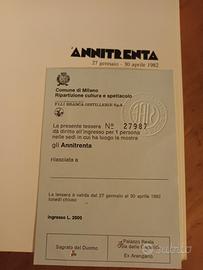 ANNITRENTA
27 gennaio - 30 aprile 1982
Comune di Milano
Ripartizione cultura e spettacolo
F.LLI BRANCA DISTILLERIE S.p.A.
La presente tessera N° 27987
dà diritto all'ingresso per 1 persona
nelle sedi in cui ha luogo la mostra
gli Annitrenta
rilasciata a
La tessera è valida dal 27 gennaio al 30 aprile 1982
lunedì chiuso
ingresso L. 2000
Sagrato del Duomo
Palazzo Reale
Sala delle Cariatidi
Ex Arengario
Subito